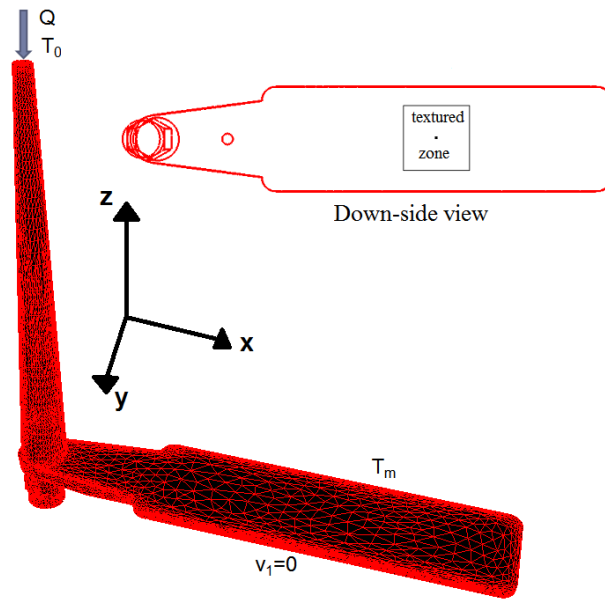 Q
T₀
textured
zone
Down-side view
z
x
y
Tₘ
v₁=0